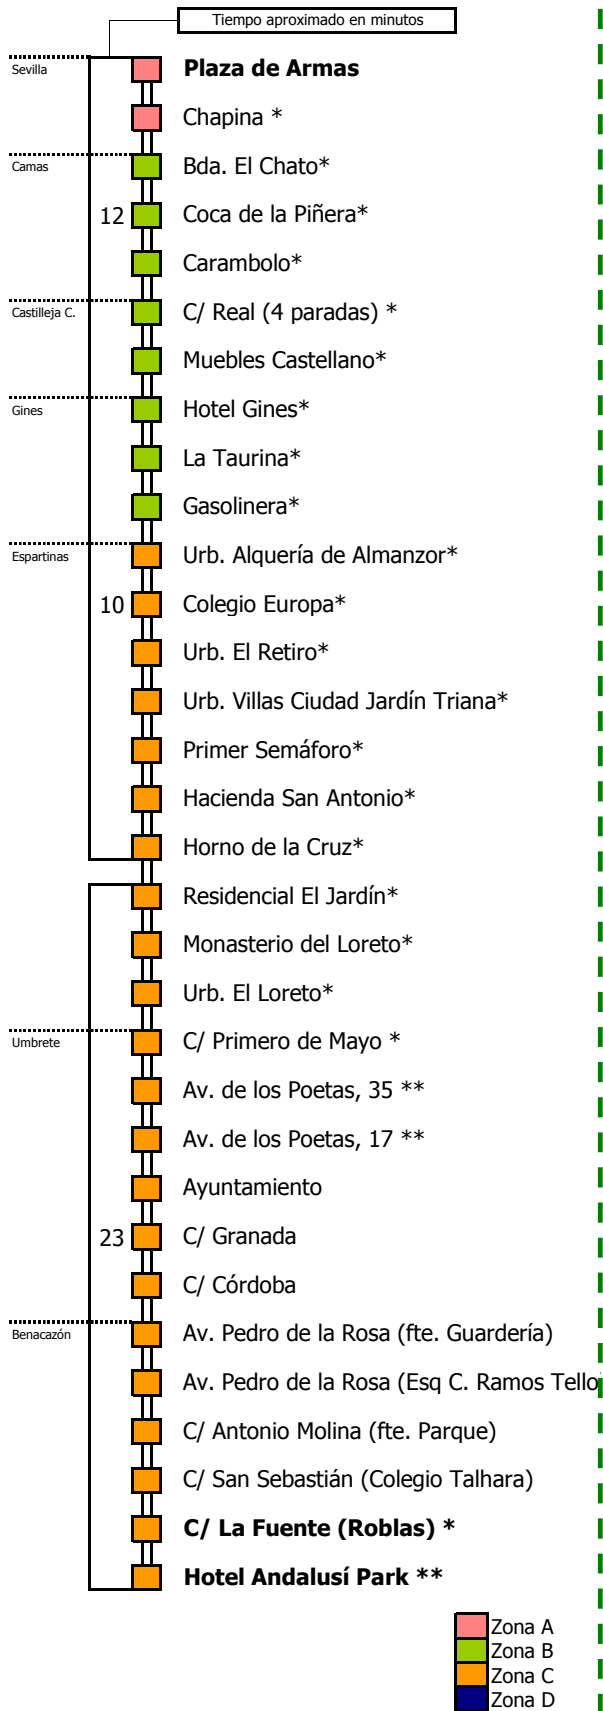 Tiempo aproximado en minutos
Sevilla
Plaza de Armas
Chapina *
Camas
Bda. El Chato*
12
Coca de la Piñera*
Carambolo*
Castilleja C.
C/ Real (4 paradas) *
Muebles Castellano*
Gines
Hotel Gines*
La Taurina*
Gasolinera*
Espartinas
Urb. Alquería de Almanzor*
10
Colegio Europa*
Urb. El Retiro*
Urb. Villas Ciudad Jardín Triana*
Primer Semáforo*
Hacienda San Antonio*
Horno de la Cruz*
Residencial El Jardín*
Monasterio del Loreto*
Urb. El Loreto*
Umbrete
C/ Primero de Mayo *
Av. de los Poetas, 35 **
Av. de los Poetas, 17 **
Ayuntamiento
23
C/ Granada
C/ Córdoba
Benacazón
Av. Pedro de la Rosa (fte. Guardería)
Av. Pedro de la Rosa (Esq C. Ramos Tello
C/ Antonio Molina (fte. Parque)
C/ San Sebastián (Colegio Talhara)
C/ La Fuente (Roblas) *
Hotel Andalusí Park **
Zona A
Zona B
Zona C
Zona D